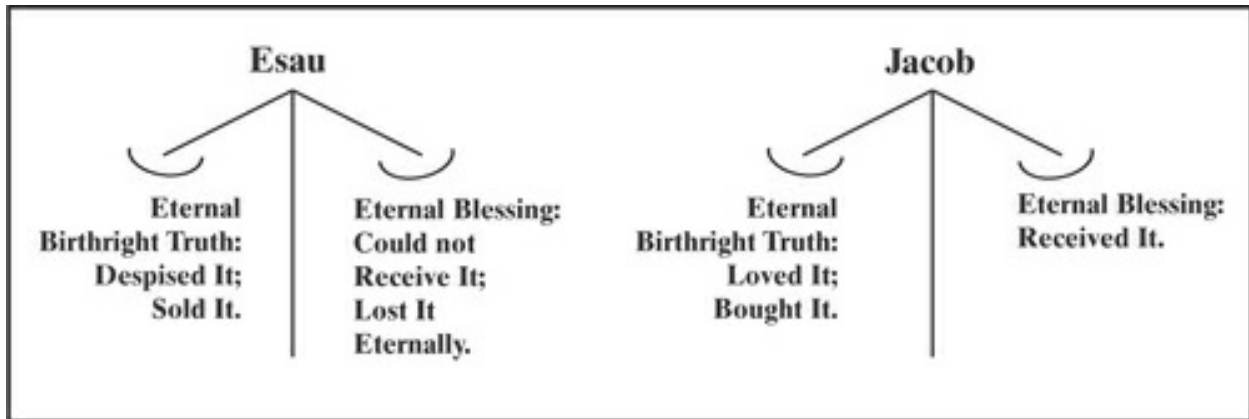 Esau
Eternal
Birthright Truth:
Despised It;
Sold It.
Eternal Blessing:
Could not
Receive It;
Lost It
Eternally.
Jacob
Eternal
Birthright Truth:
Loved It;
Bought It.
Eternal Blessing:
Received It.